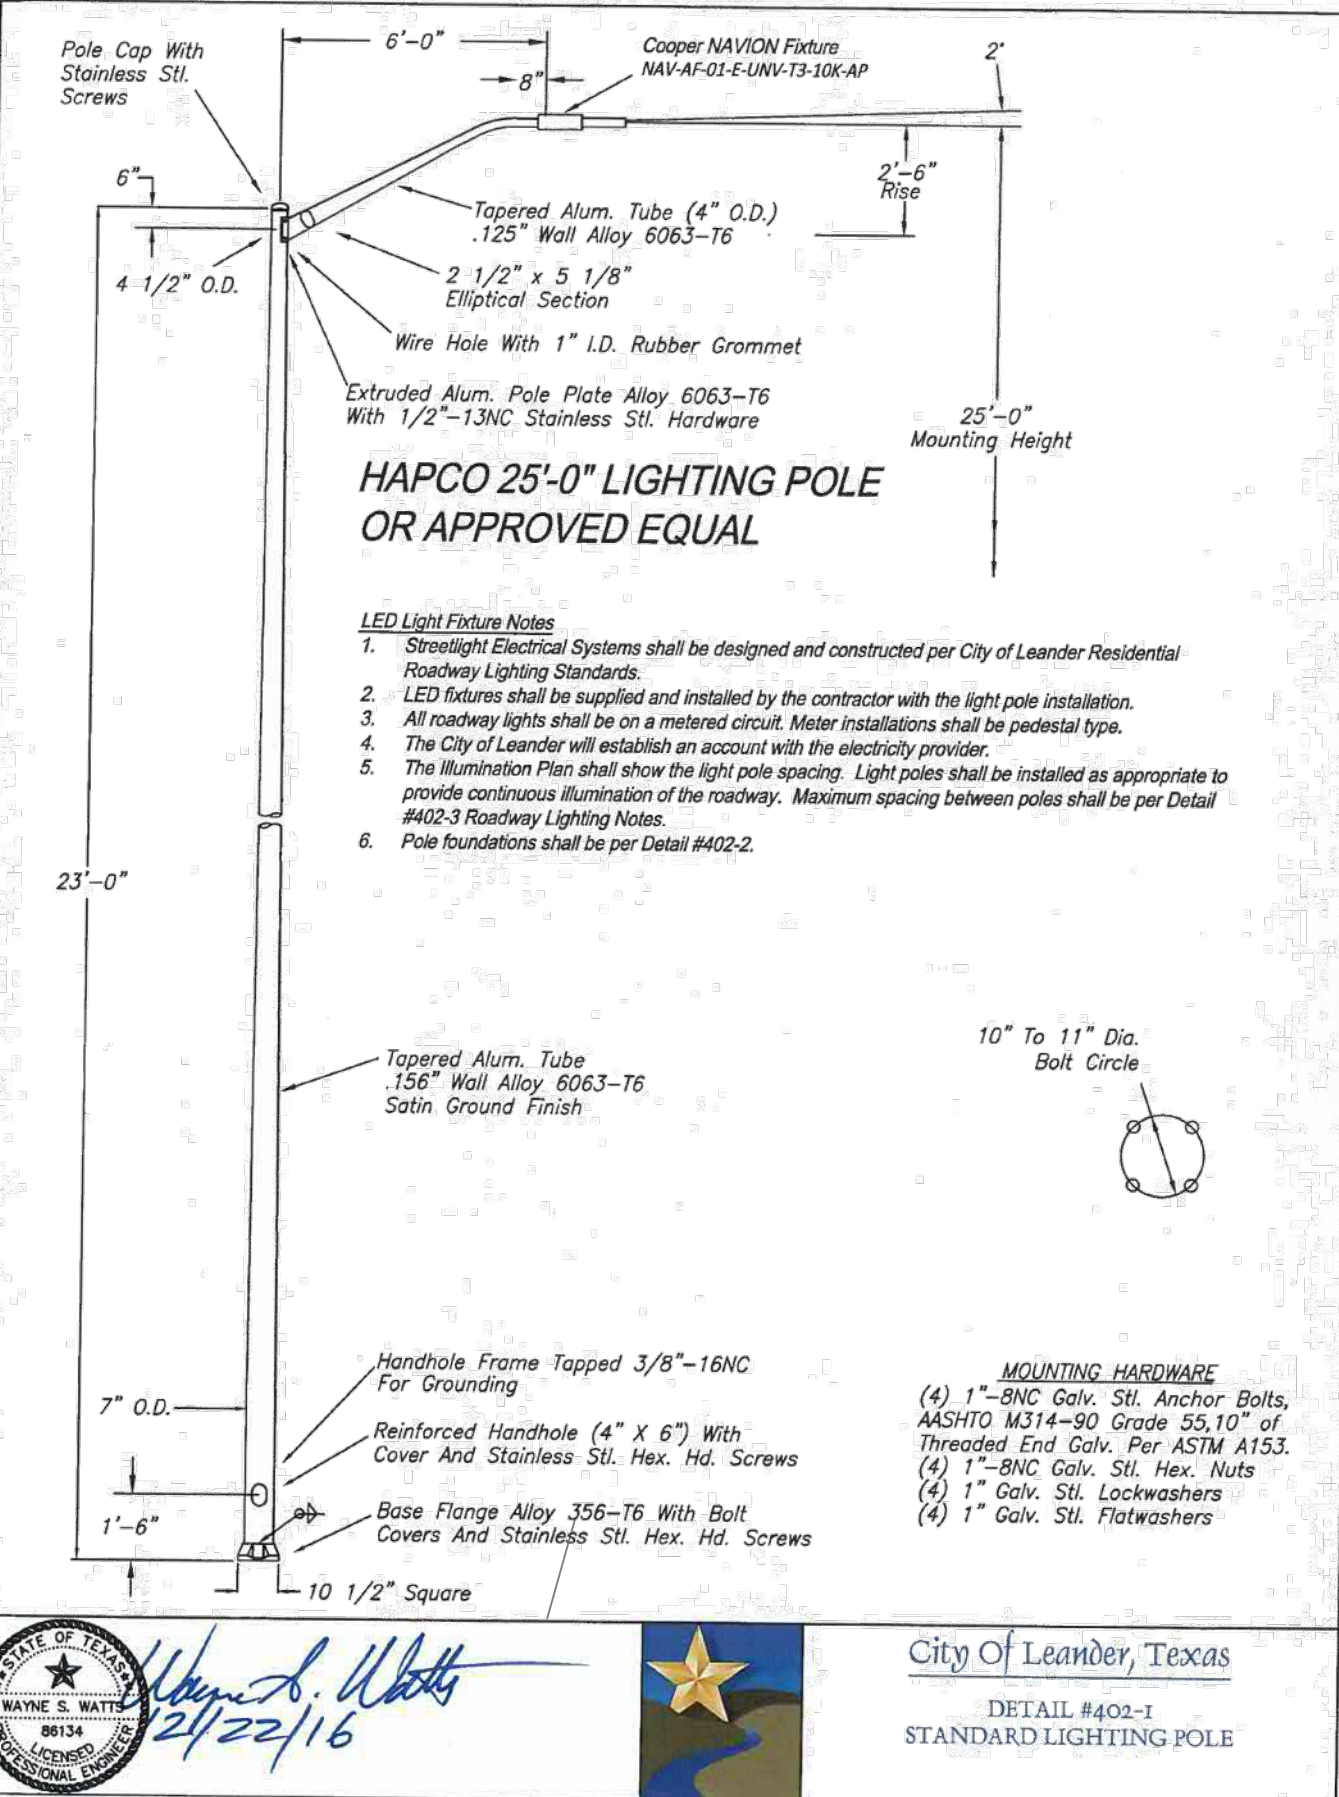 6'-0"
Pole Cap With
Stainless Stl.
Screws
Cooper NAVION Fixture
NAV-AF-01-E-UNV-T3-10K-AP
2°
8"
6"
2'-6"
Rise
Tapered Alum. Tube (4" O.D.)
.125" Wall Alloy 6063-T6
4 1/2" O.D.
2 1/2" x 5 1/8"
Elliptical Section
Wire Hole With 1" I.D. Rubber Grommet
Extruded Alum. Pole Plate Alloy 6063-T6
With 1/2"-13NC Stainless Stl. Hardware
25'-0"
Mounting Height
HAPCO 25'-0" LIGHTING POLE
OR APPROVED EQUAL
LED Light Fixture Notes
1. Streetlight Electrical Systems shall be designed and constructed per City of Leander Residential
Roadway Lighting Standards.
2. LED fixtures shall be supplied and installed by the contractor with the light pole installation.
3. All roadway lights shall be on a metered circuit. Meter installations shall be pedestal type.
4. The City of Leander will establish an account with the electricity provider.
5. The Illumination Plan shall show the light pole spacing. Light poles shall be installed as appropriate to
provide continuous illumination of the roadway. Maximum spacing between poles shall be per Detail
#402-3 Roadway Lighting Notes.
6. Pole foundations shall be per Detail #402-2.
23'-0"
10" To 11" Dia.
Bolt Circle
Tapered Alum. Tube
.156" Wall Alloy 6063-T6
Satin Ground Finish
Handhole Frame Tapped 3/8"-16NC
For Grounding
7" O.D.
Reinforced Handhole (4" X 6") With
Cover And Stainless Stl. Hex. Hd. Screws
1'-6"
Base Flange Alloy 356-T6 With Bolt
Covers And Stainless Stl. Hex. Hd. Screws
10 1/2" Square
MOUNTING HARDWARE
(4) 1"-8NC Galv. Stl. Anchor Bolts,
AASHTO M314-90 Grade 55,10" of
Threaded End Galv. Per ASTM A153.
(4) 1"-8NC Galv. Stl. Hex. Nuts
(4) 1" Galv. Stl. Lockwashers
(4) 1" Galv. Stl. Flatwashers
STATE OF TEXAS
WAYNE S. WATTS
86134
LICENSED
PROFESSIONAL ENGINEER
Wayne S. Watts
12/22/16
City Of Leander, Texas
DETAIL #402-1
STANDARD LIGHTING POLE